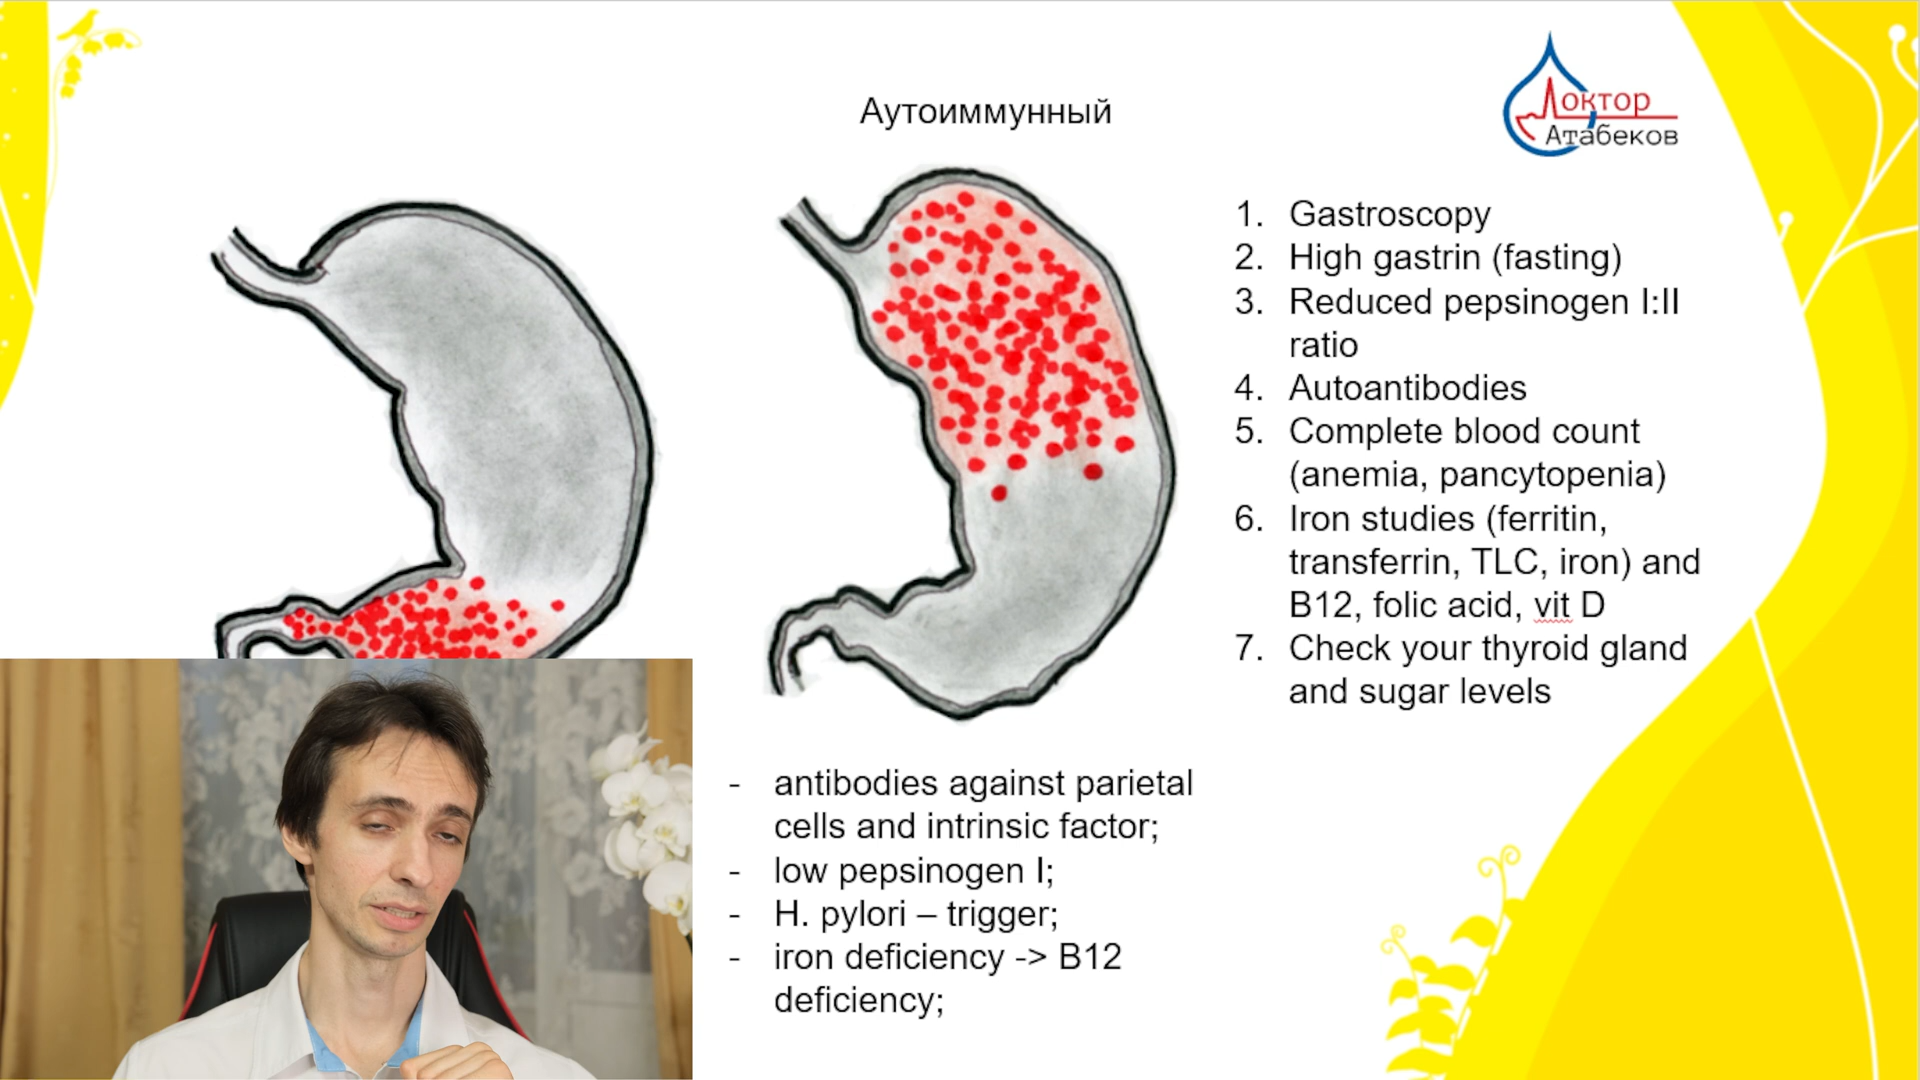 Аутоиммунный
Доктор
Атабеков
1. Gastroscopy
2. High gastrin (fasting)
3. Reduced pepsinogen I:II
ratio
4. Autoantibodies
5. Complete blood count
(anemia, pancytopenia)
6. Iron studies (ferritin,
transferrin, TLC, iron) and
B12, folic acid, vit D
7. Check your thyroid gland
and sugar levels
- antibodies against parietal
cells and intrinsic factor;
- low pepsinogen I;
- H. pylori – trigger;
- iron deficiency -> B12
deficiency;